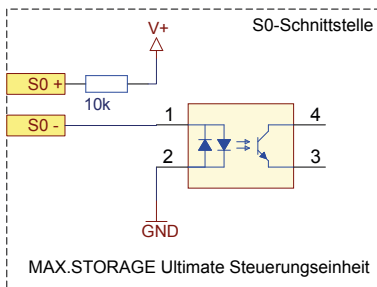 S0-Schnittstelle
V+
S0 +
10k
S0 -
1
4
2
3
GND
MAX.STORAGE Ultimate Steuerungseinheit